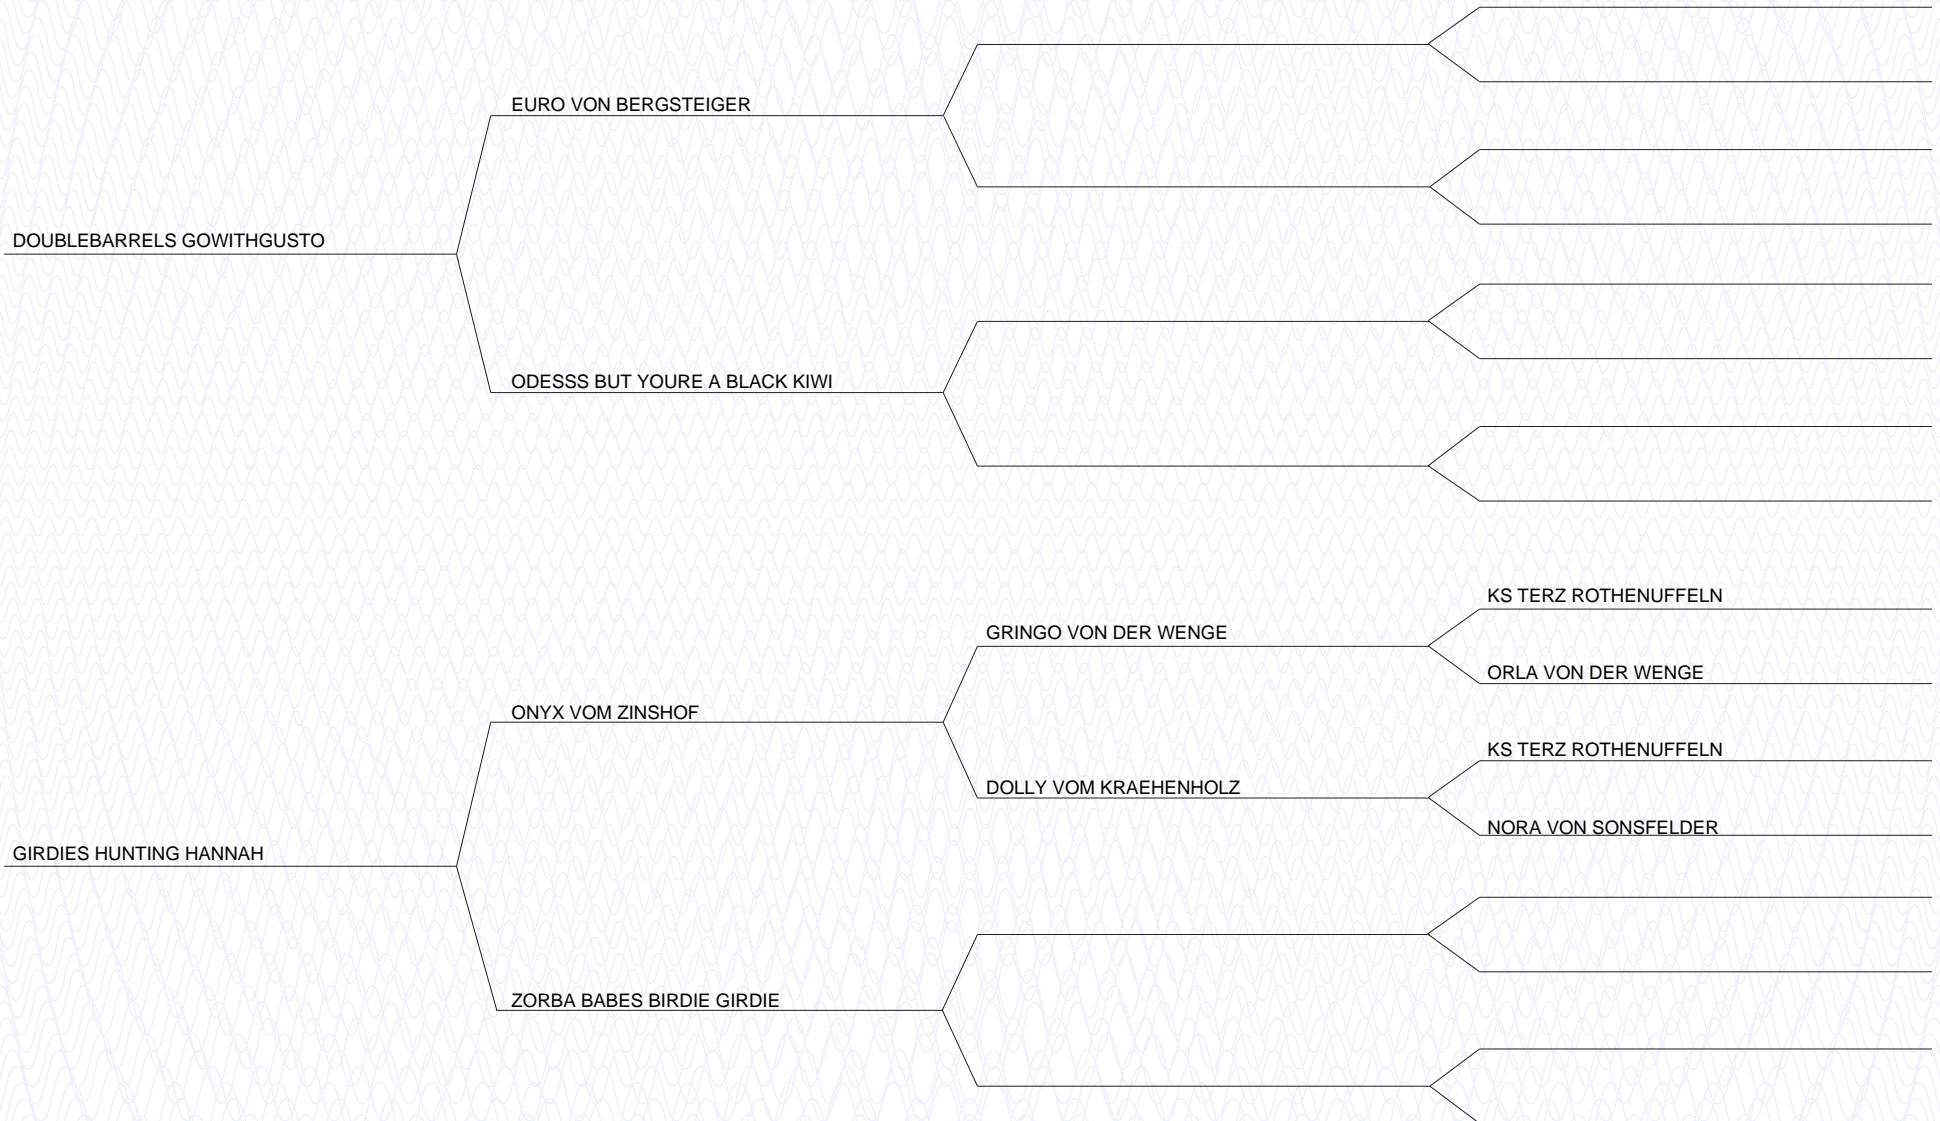 EURO VON BERGSTEIGER
DOUBLEBARRELS GOWITHGUSTO
ODESSS BUT YOURE A BLACK KIWI
KS TERZ ROTHENUFFELN
GRINGO VON DER WENGE
ORLA VON DER WENGE
ONYX VOM ZINSHOF
KS TERZ ROTHENUFFELN
DOLLY VOM KRAEHENHOLZ
NORA VON SONSFELDER
GIRDIES HUNTING HANNAH
ZORBA BABES BIRDIE GIRDIE